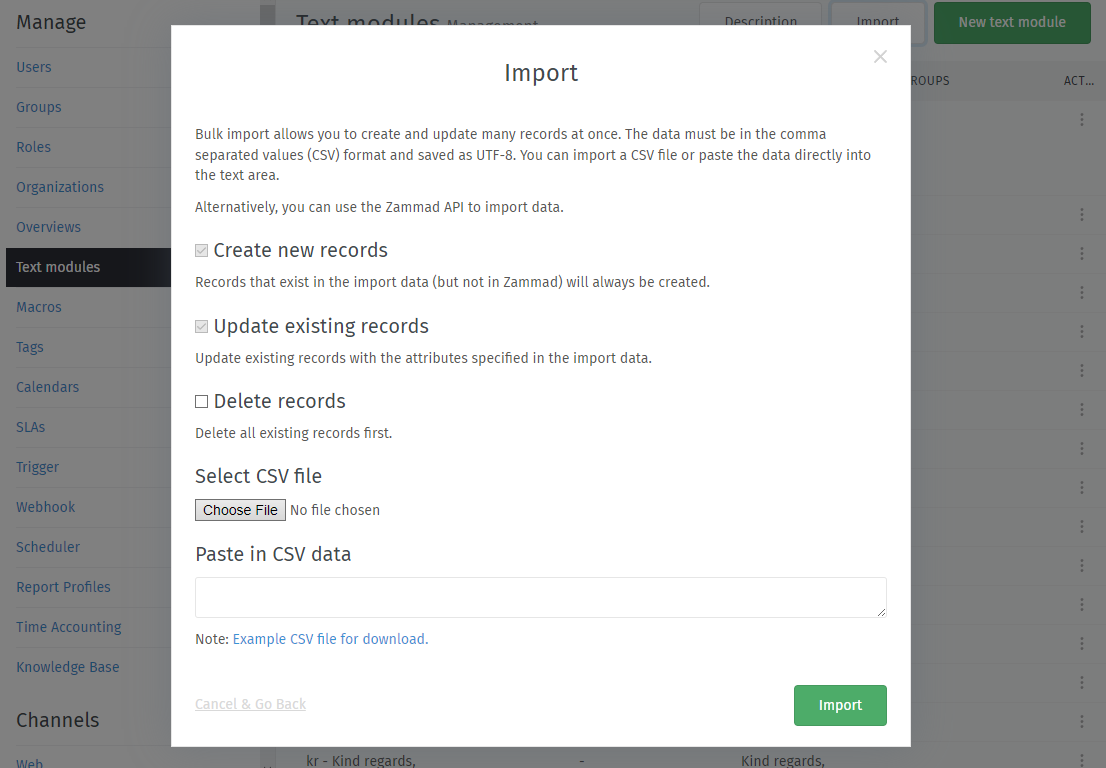 Manage
Users
Groups
Roles
Organizations
Overviews
Text modules
Macros
Tags
Calendars
SLAs
Trigger
Webhook
Scheduler
Report Profiles
Time Accounting
Knowledge Base
Channels
Web
Text modules Management
Description
Import
New text module
ROUPS
ACT...
Import
Bulk import allows you to create and update many records at once. The data must be in the comma
separated values (CSV) format and saved as UTF-8. You can import a CSV file or paste the data directly into
the text area.
Alternatively, you can use the Zammad API to import data.
Create new records
Records that exist in the import data (but not in Zammad) will always be created.
Update existing records
Update existing records with the attributes specified in the import data.
Delete records
Delete all existing records first.
Select CSV file
Choose File No file chosen
Paste in CSV data
Note: Example CSV file for download.
Cancel & Go Back
Import
kr - Kind regards, - Kind regards,